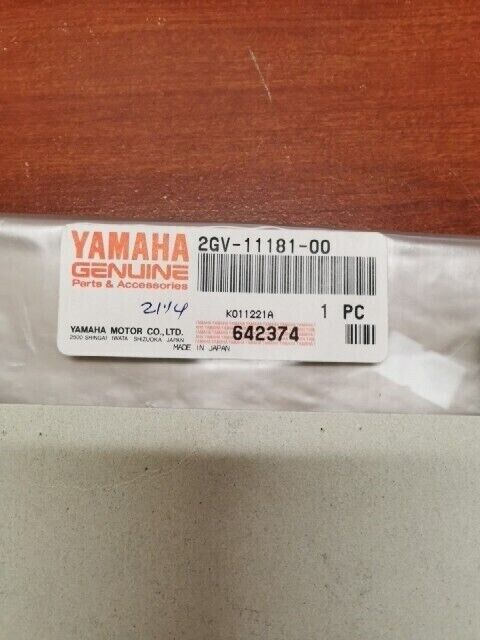 YAMAHA
GENUINE
Parts & Accessories
2GV-11181-00
K011221A
1 PC
YAMAHA MOTOR CO., LTD.
2500 SHINGAI IWATA SHIZUOKA JAPAN
642374
MADE IN JAPAN